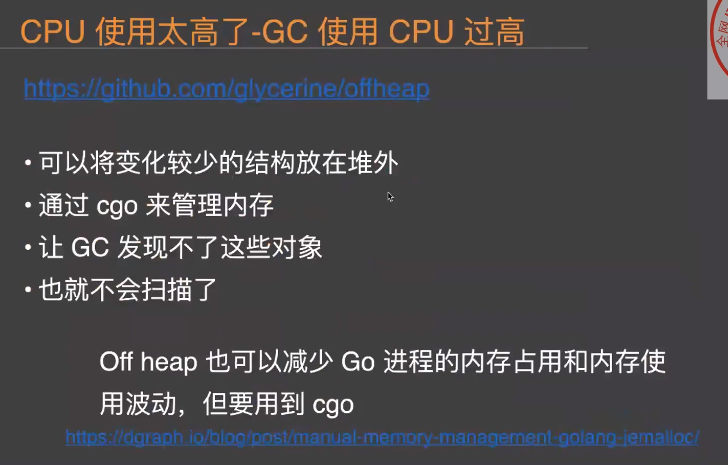 CPU 使用太高了-GC 使用 CPU 过高
https://github.com/glycerine/offheap
• 可以将变化较少的结构放在堆外
• 通过 cgo 来管理内存
• 让 GC 发现不了这些对象
• 也就不会扫描了
Off heap 也可以减少 Go 进程的内存占用和内存使
用波动，但要用到 cgo
https://dgraph.io/blog/post/manual-memory-management-golang-jemalloc/